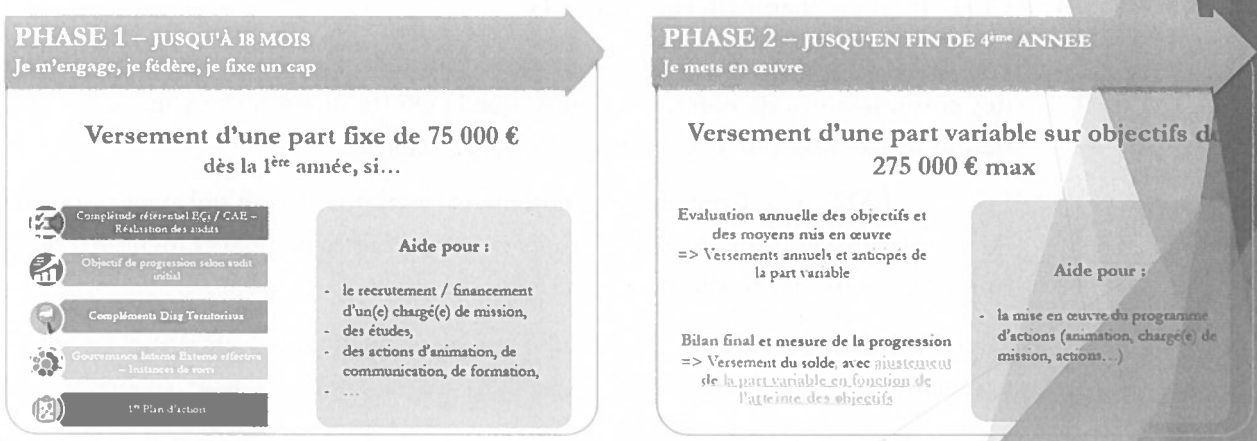 PHASE 1 – JUSQU'À 18 MOIS
Je m'engage, je fédère, je fixe un cap
Versement d'une part fixe de 75 000 €
dès la 1ère année, si…
Complétude référentiel ECi / CAE –
Réalisation des audits
Objectif de progression selon audit
initial
Compléments Diag Territoriaux
Gouvernance Interne Externe effective
– Instances de suivi
1er Plan d'action
Aide pour :
- le recrutement / financement
d'un(e) chargé(e) de mission,
- des études,
- des actions d'animation, de
communication, de formation,
- …
PHASE 2 – JUSQU'EN FIN DE 4ème ANNEE
Je mets en œuvre
Versement d'une part variable sur objectifs de
275 000 € max
Evaluation annuelle des objectifs et
des moyens mis en œuvre
=> Versements annuels et anticipés de
la part variable
Bilan final et mesure de la progression
=> Versement du solde, avec ajustement
de la part variable en fonction de
l'atteinte des objectifs
Aide pour :
- la mise en œuvre du programme
d'actions (animation, chargé(e) de
mission, actions…)